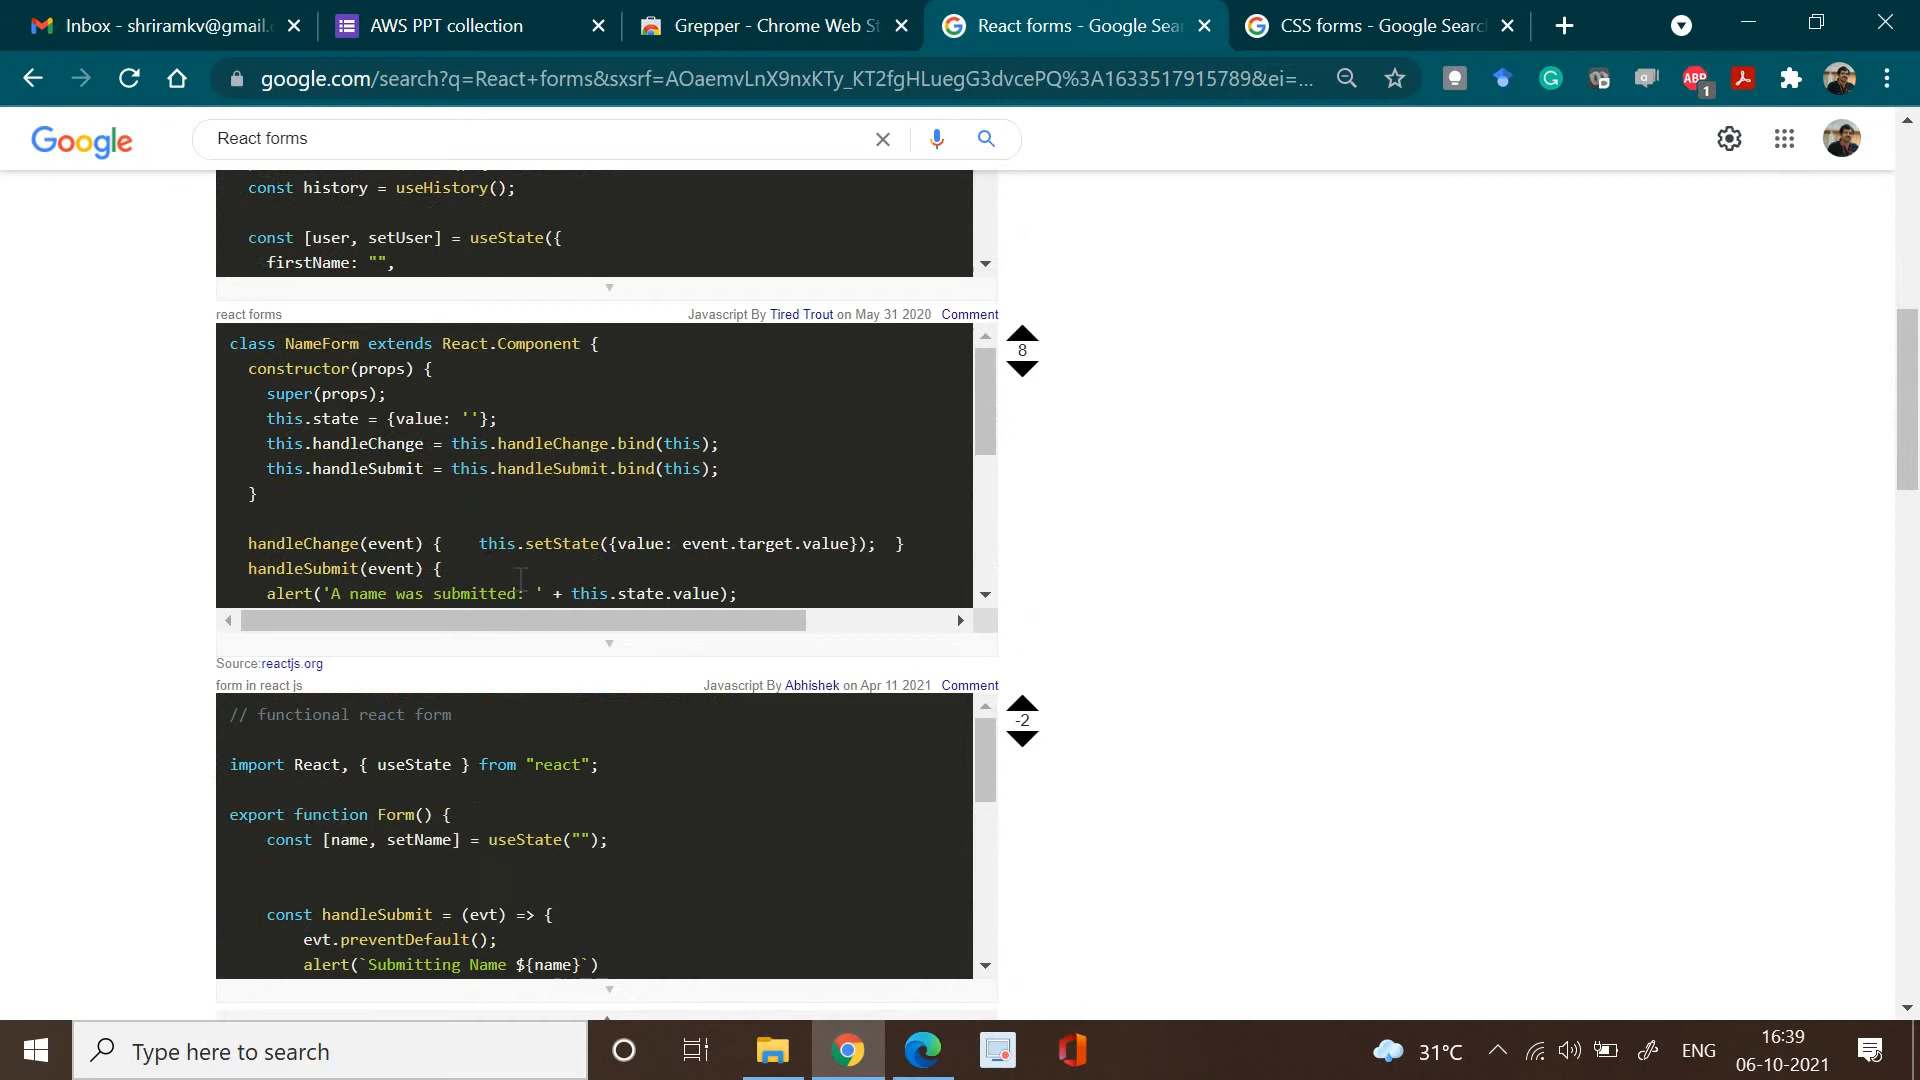 Inbox - shriramkv@gmail.c
AWS PPT collection
Grepper - Chrome Web St
React forms - Google Sear
CSS forms - Google Search
google.com/search?q=React+forms&sxsrf=AOaemvLnX9nxKTy_KT2fgHLuegG3dvcePQ%3A1633517915789&ei=...
ABP
1
Google
React forms
const history = useHistory();
const [user, setUser] = useState({
firstName: "",
react forms
Javascript By Tired Trout on May 31 2020 Comment
class NameForm extends React.Component {
constructor(props) {
super(props);
this.state = {value: ''};
this.handleChange = this.handleChange.bind(this);
this.handleSubmit = this.handleSubmit.bind(this);
}
handleChange(event) {    this.setState({value: event.target.value});  }
handleSubmit(event) {
alert('A name was submitted: ' + this.state.value);
8
Source:reactjs.org
form in react js
Javascript By Abhishek on Apr 11 2021 Comment
// functional react form
import React, { useState } from "react";
export function Form() {
const [name, setName] = useState("");
const handleSubmit = (evt) => {
evt.preventDefault();
alert(`Submitting Name ${name}`)
-2
Type here to search
31°C
ENG
16:39
06-10-2021